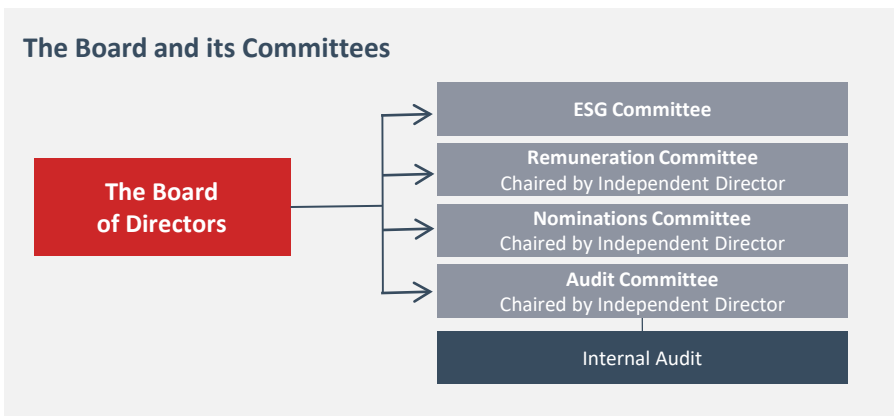 The Board and its Committees
ESG Committee
Remuneration Committee
Chaired by Independent Director
The Board
of Directors
Nominations Committee
Chaired by Independent Director
Audit Committee
Chaired by Independent Director
Internal Audit